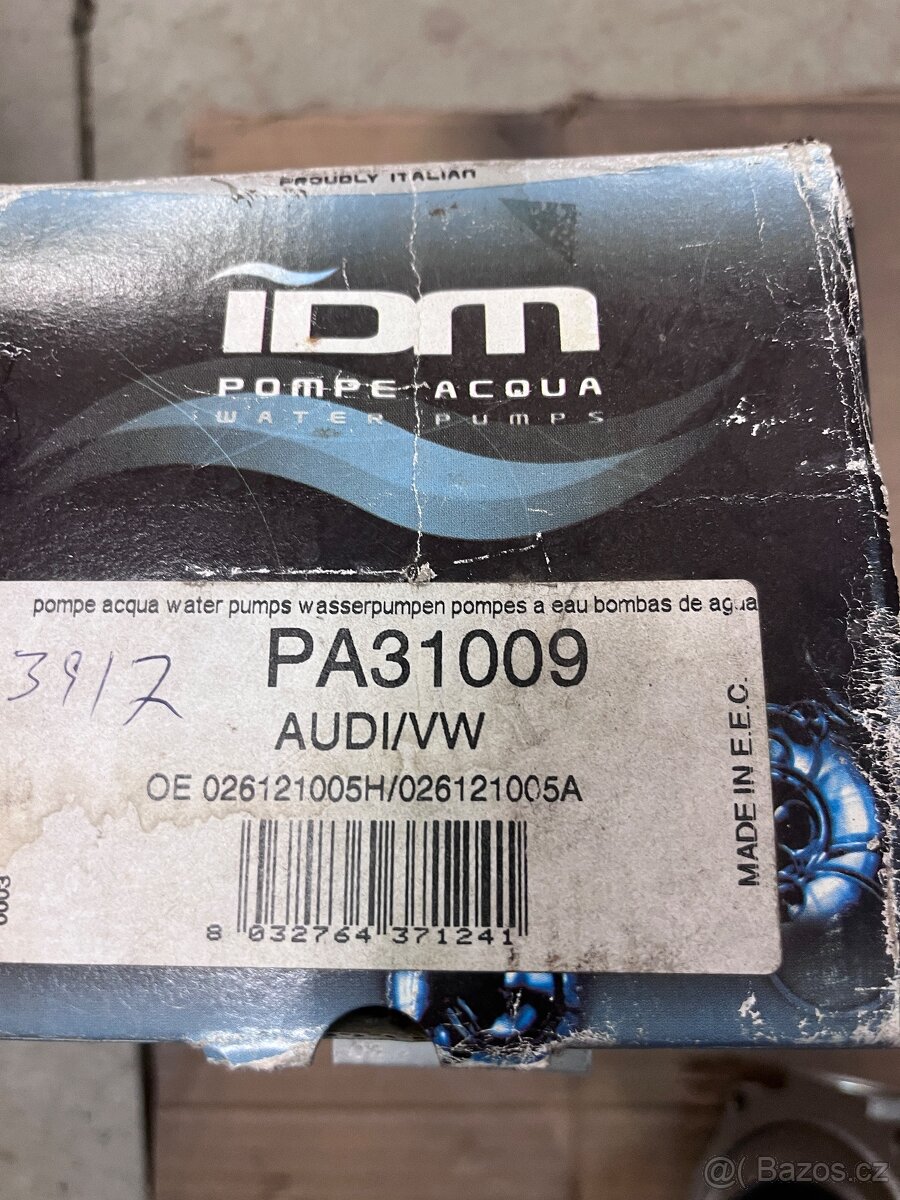 PROUDLY ITALIAN
IDM
POMPE ACQUA
WATER PUMPS
pompe acqua water pumps wasserpumpen pompes a eau bombas de agua
3917
PA31009
AUDI/VW
OE 026121005H/026121005A
MADE IN E.E.C.
0003
8 032764 371241
@( Bazos.cz